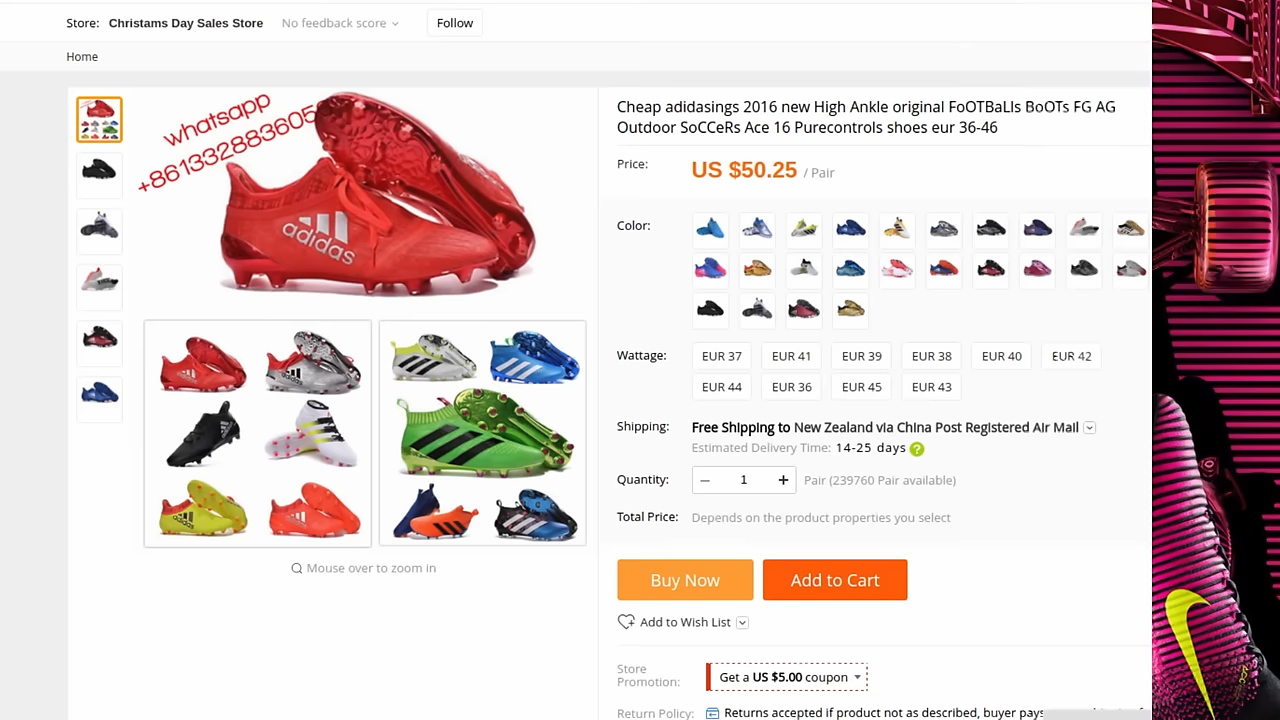 Store: Christams Day Sales Store No feedback score Follow
Home
whatsapp
+8613328883605
adidas
Mouse over to zoom in
Cheap adidasings 2016 new High Ankle original FoOTBaLls BoOTs FG AG
Outdoor SoCCeRs Ace 16 Purecontrols shoes eur 36-46
Price: US $50.25 / Pair
Color:
Wattage: EUR 37 EUR 41 EUR 39 EUR 38 EUR 40 EUR 42
EUR 44 EUR 36 EUR 45 EUR 43
Shipping: Free Shipping to New Zealand via China Post Registered Air Mail
Estimated Delivery Time: 14-25 days ?
Quantity: – 1 + Pair (239760 Pair available)
Total Price: Depends on the product properties you select
Buy Now Add to Cart
Add to Wish List
Store
Promotion: Get a US $5.00 coupon
Return Policy: Returns accepted if product not as described, buyer pays